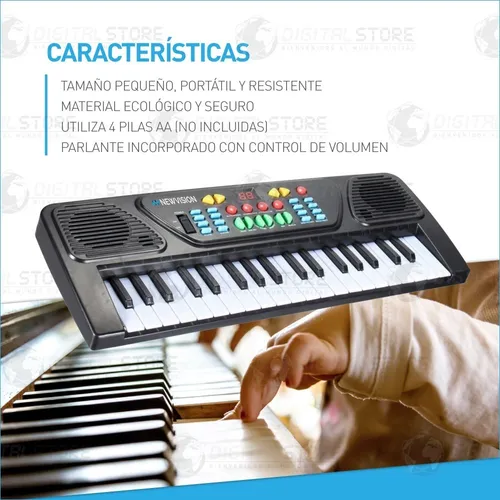 DIGITAL STORE
CARACTERÍSTICAS
TAMAÑO PEQUEÑO, PORTÁTIL Y RESISTENTE
MATERIAL ECOLÓGICO Y SEGURO
UTILIZA 4 PILAS AA (NO INCLUIDAS)
PARLANTE INCORPORADO CON CONTROL DE VOLUMEN
NEWVISION
88